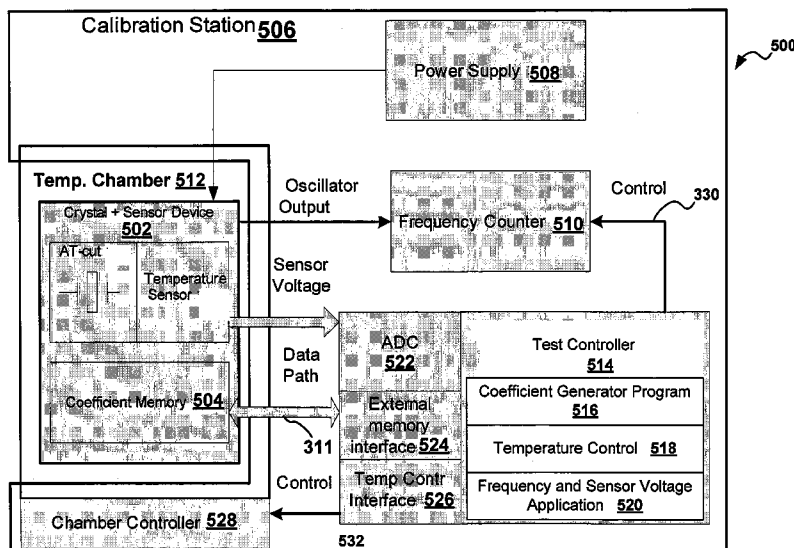 Calibration Station 506
Power Supply 508
500
Temp. Chamber 512
Oscillator
Output
Control
Crystal + Sensor Device
502
Frequency Counter 510
330
AT-cut
Temperature
Sensor
Sensor
Voltage
ADC
522
Test Controller
514
Data
Path
Coefficient Generator Program
516
Coefficient Memory 504
External
memory
interface 524
Temperature Control 518
311
Control
Temp Contr
Interface 526
Frequency and Sensor Voltage
Application 520
Chamber Controller 528
532